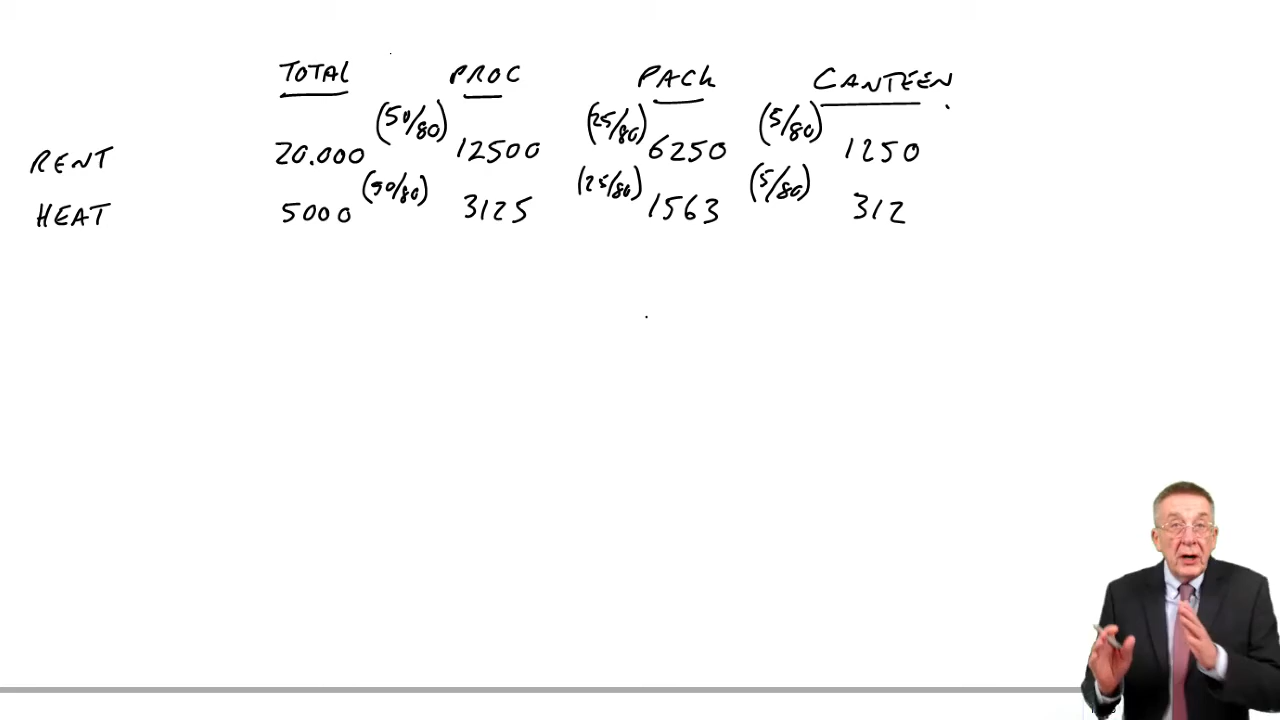 TOTAL PROC PACK CANTEEN
(50/80) (25/80) (5/80)
RENT 20.000 12500 6250 1250
(50/80) (25/80) (5/80)
HEAT 5000 3125 1563 312